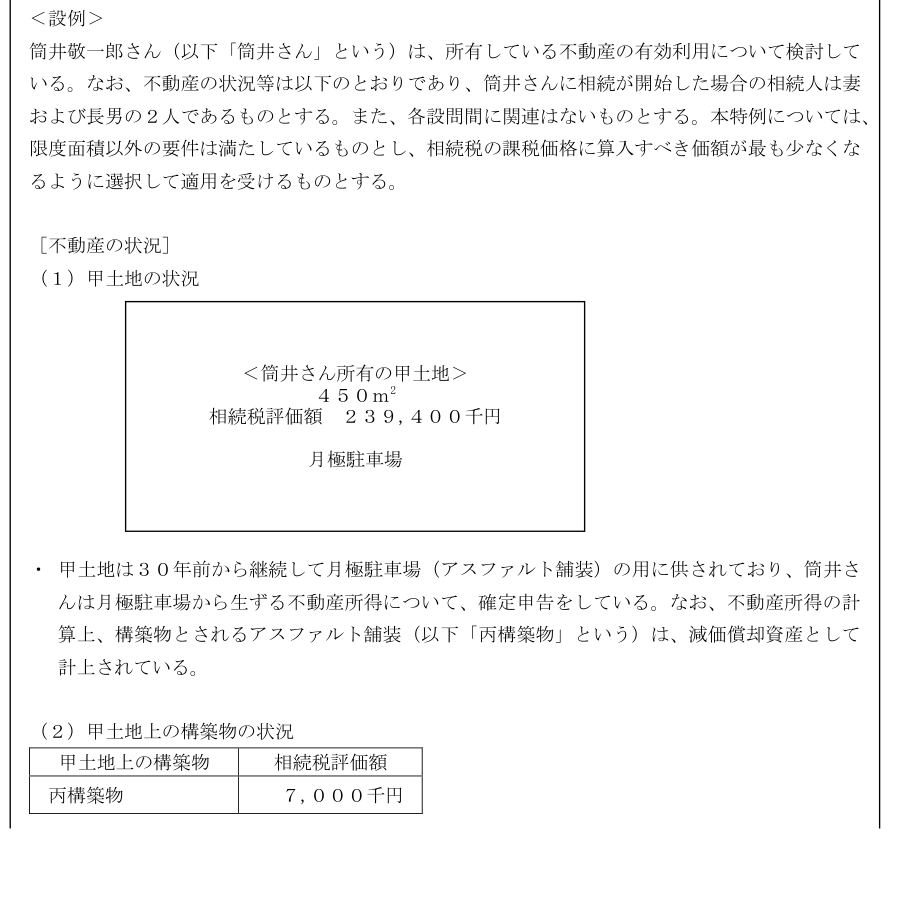 ＜設例＞
筒井敬一郎さん（以下「筒井さん」という）は、所有している不動産の有効利用について検討して
いる。なお、不動産の状況等は以下のとおりであり、筒井さんに相続が開始した場合の相続人は妻
および長男の２人であるものとする。また、各設問間に関連はないものとする。本特例については、
限度面積以外の要件は満たしているものとし、相続税の課税価格に算入すべき価額が最も少なくな
るように選択して適用を受けるものとする。
［不動産の状況］
（１）甲土地の状況
＜筒井さん所有の甲土地＞
４５０m²
相続税評価額　２３９,４００千円
月極駐車場
・ 甲土地は３０年前から継続して月極駐車場（アスファルト舗装）の用に供されており、筒井さ
んは月極駐車場から生ずる不動産所得について、確定申告をしている。なお、不動産所得の計
算上、構築物とされるアスファルト舗装（以下「丙構築物」という）は、減価償却資産として
計上されている。
（２）甲土地上の構築物の状況
甲土地上の構築物　相続税評価額
丙構築物　７,０００千円